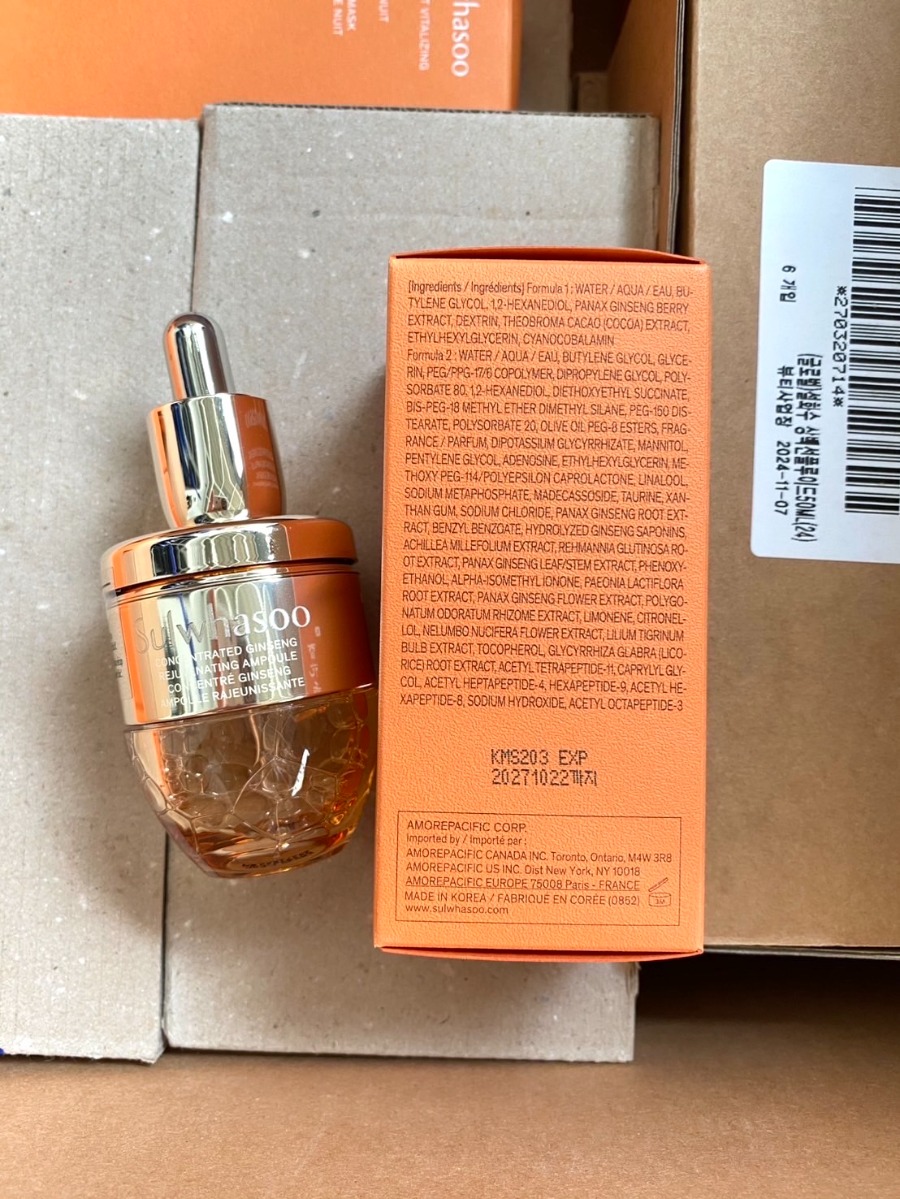 hasoo
T VITALIZING
NUIT
MASK
E NUIT
6 개입
*2703207​14*
뷰티사업장 2024-11-07
Sulwhasoo
CONCENTRATED GINSENG
REJUVENATING AMPOULE
CONCENTRÉ GINSENG
AMPOULE RAJEUNISSANTE
[Ingredients / Ingrédients] Formula 1 : WATER / AQUA / EAU, BU-
TYLENE GLYCOL, 1,2-HEXANEDIOL, PANAX GINSENG BERRY
EXTRACT, DEXTRIN, THEOBROMA CACAO (COCOA) EXTRACT,
ETHYLHEXYLGLYCERIN, CYANOCOBALAMIN
Formula 2 : WATER / AQUA / EAU, BUTYLENE GLYCOL, GLYCE-
RIN, PEG/PPG-17/6 COPOLYMER, DIPROPYLENE GLYCOL, POLY-
SORBATE 80, 1,2-HEXANEDIOL, DIETHOXYETHYL SUCCINATE,
BIS-PEG-18 METHYL ETHER DIMETHYL SILANE, PEG-150 DIS-
TEARATE, POLYSORBATE 20, OLIVE OIL PEG-8 ESTERS, FRAG-
RANCE / PARFUM, DIPOTASSIUM GLYCYRRHIZATE, MANNITOL,
PENTYLENE GLYCOL, ADENOSINE, ETHYLHEXYLGLYCERIN, ME-
THOXY PEG-114/POLYEPSILON CAPROLACTONE, LINALOOL,
SODIUM METAPHOSPHATE, MADECASSOSIDE, TAURINE, XAN-
THAN GUM, SODIUM CHLORIDE, PANAX GINSENG ROOT EXT-
RACT, BENZYL BENZOATE, HYDROLYZED GINSENG SAPONINS,
ACHILLEA MILLEFOLIUM EXTRACT, REHMANNIA GLUTINOSA RO-
OT EXTRACT, PANAX GINSENG LEAF/STEM EXTRACT, PHENOXY-
ETHANOL, ALPHA-ISOMETHYL IONONE, PAEONIA LACTIFLORA
ROOT EXTRACT, PANAX GINSENG FLOWER EXTRACT, POLYGO-
NATUM ODORATUM RHIZOME EXTRACT, LIMONENE, CITRONEL-
LOL, NELUMBO NUCIFERA FLOWER EXTRACT, LILIUM TIGRINUM
BULB EXTRACT, TOCOPHEROL, GLYCYRRHIZA GLABRA (LICO-
RICE) ROOT EXTRACT, ACETYL TETRAPEPTIDE-11, CAPRYLYL GLY-
COL, ACETYL HEPTAPEPTIDE-4, HEXAPEPTIDE-9, ACETYL HE-
XAPEPTIDE-8, SODIUM HYDROXIDE, ACETYL OCTAPEPTIDE-3
KMS203 EXP
20271022까지
AMOREPACIFIC CORP.
Imported by / Importé par :
AMOREPACIFIC CANADA INC. Toronto, Ontario, M4W 3R8
AMOREPACIFIC US INC. Dist New York, NY 10018
AMOREPACIFIC EUROPE 75008 Paris - FRANCE
MADE IN KOREA / FABRIQUÉ EN CORÉE (0852)
www.sulwhasoo.com